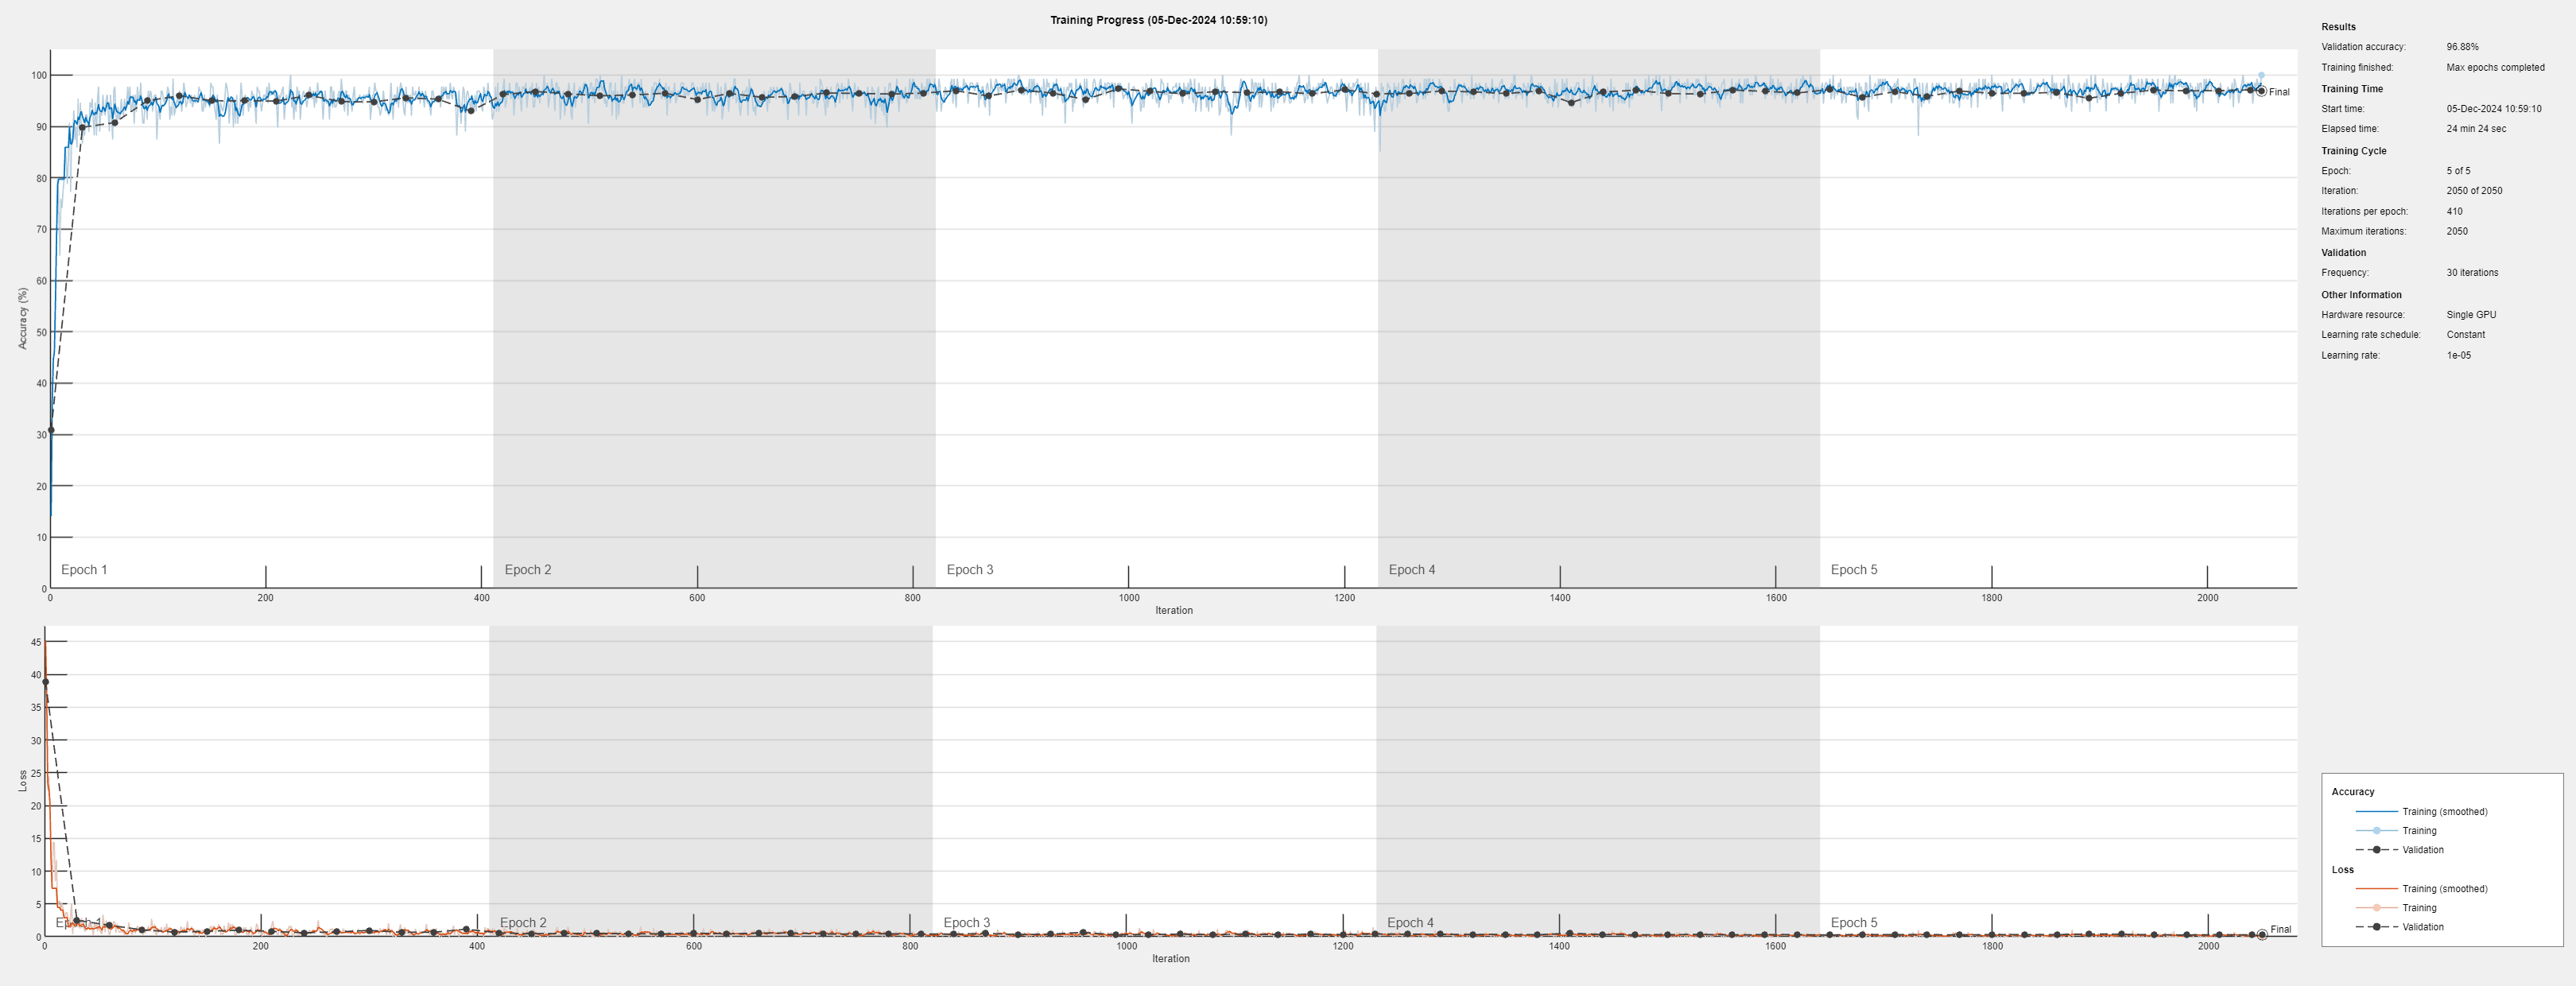 Training Progress (05-Dec-2024 10:59:10)
100
90
80
70
60
50
40
30
20
10
0
Accuracy (%)
Epoch 1
Epoch 2
Epoch 3
Epoch 4
Epoch 5
Final
0
200
400
600
800
1000
1200
1400
1600
1800
2000
Iteration
45
40
35
30
25
20
15
10
5
0
Loss
Epoch 1
Epoch 2
Epoch 3
Epoch 4
Epoch 5
Final
0
200
400
600
800
1000
1200
1400
1600
1800
2000
Iteration
Results
Validation accuracy: 96.88%
Training finished: Max epochs completed
Training Time
Start time: 05-Dec-2024 10:59:10
Elapsed time: 24 min 24 sec
Training Cycle
Epoch: 5 of 5
Iteration: 2050 of 2050
Iterations per epoch: 410
Maximum iterations: 2050
Validation
Frequency: 30 iterations
Other Information
Hardware resource: Single GPU
Learning rate schedule: Constant
Learning rate: 1e-05
Accuracy
Training (smoothed)
Training
Validation
Loss
Training (smoothed)
Training
Validation